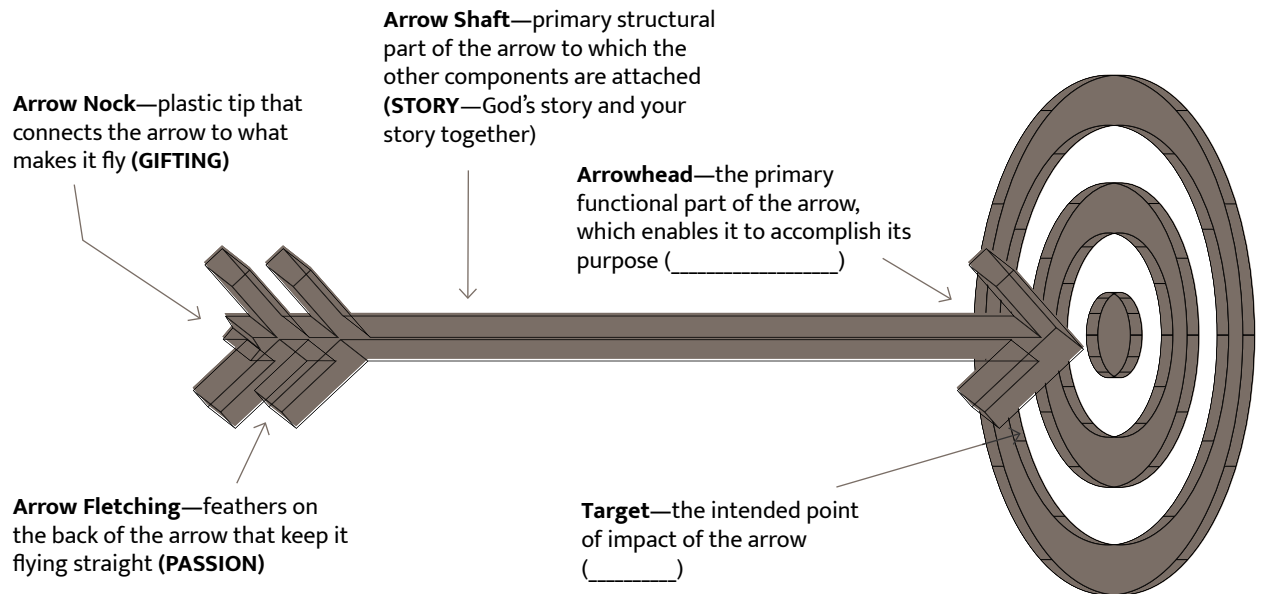 Arrow Shaft—primary structural
part of the arrow to which the
other components are attached
(STORY—God’s story and your
story together)
Arrow Nock—plastic tip that
connects the arrow to what
makes it fly (GIFTING)
Arrowhead—the primary
functional part of the arrow,
which enables it to accomplish its
purpose (___________________)
Arrow Fletching—feathers on
the back of the arrow that keep it
flying straight (PASSION)
Target—the intended point
of impact of the arrow
(__________)